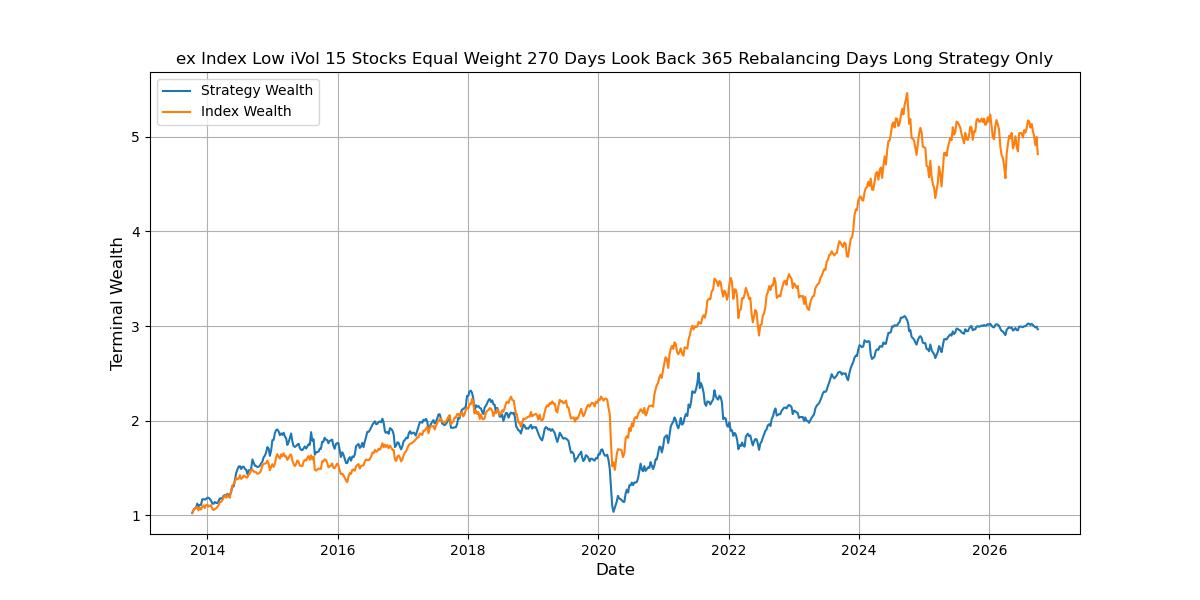 ex Index Low iVol 15 Stocks Equal Weight 270 Days Look Back 365 Rebalancing Days Long Strategy Only
Strategy Wealth
Index Wealth
Terminal Wealth
5
4
3
2
1
2014 2016 2018 2020 2022 2024 2026
Date